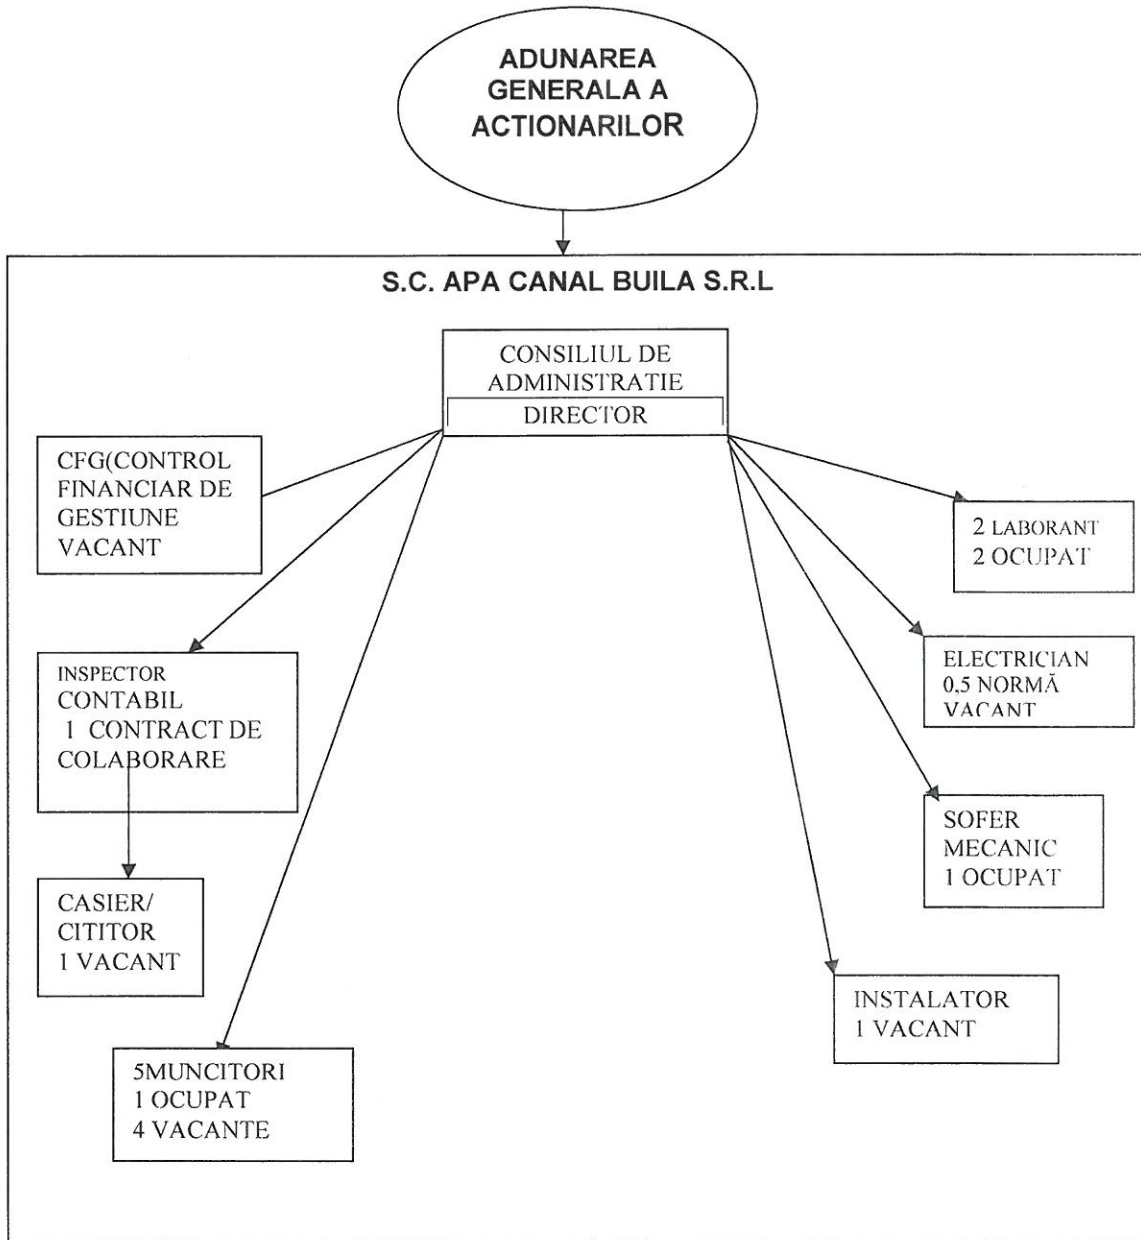 ADUNAREA
GENERALA A
ACTIONARILOR
S.C. APA CANAL BUILA S.R.L
CONSILIUL DE
ADMINISTRATIE
DIRECTOR
CFG(CONTROL
FINANCIAR DE
GESTIUNE
VACANT
2 LABORANT
2 OCUPAT
INSPECTOR
CONTABIL
1 CONTRACT DE
COLABORARE
ELECTRICIAN
0,5 NORMĂ
VACANT
SOFER
MECANIC
1 OCUPAT
CASIER/
CITITOR
1 VACANT
INSTALATOR
1 VACANT
5MUNCITORI
1 OCUPAT
4 VACANTE